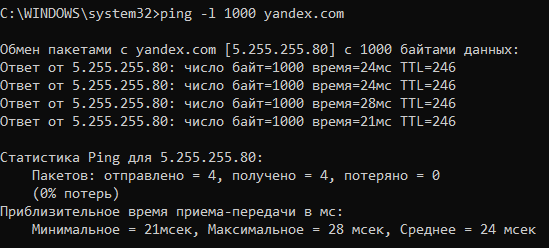 C:\WINDOWS\system32>ping -l 1000 yandex.com
Обмен пакетами с yandex.com [5.255.255.80] с 1000 байтами данных:
Ответ от 5.255.255.80: число байт=1000 время=24мс TTL=246
Ответ от 5.255.255.80: число байт=1000 время=24мс TTL=246
Ответ от 5.255.255.80: число байт=1000 время=28мс TTL=246
Ответ от 5.255.255.80: число байт=1000 время=21мс TTL=246
Статистика Ping для 5.255.255.80:
Пакетов: отправлено = 4, получено = 4, потеряно = 0
(0% потерь)
Приблизительное время приема-передачи в мс:
Минимальное = 21мсек, Максимальное = 28 мсек, Среднее = 24 мсек